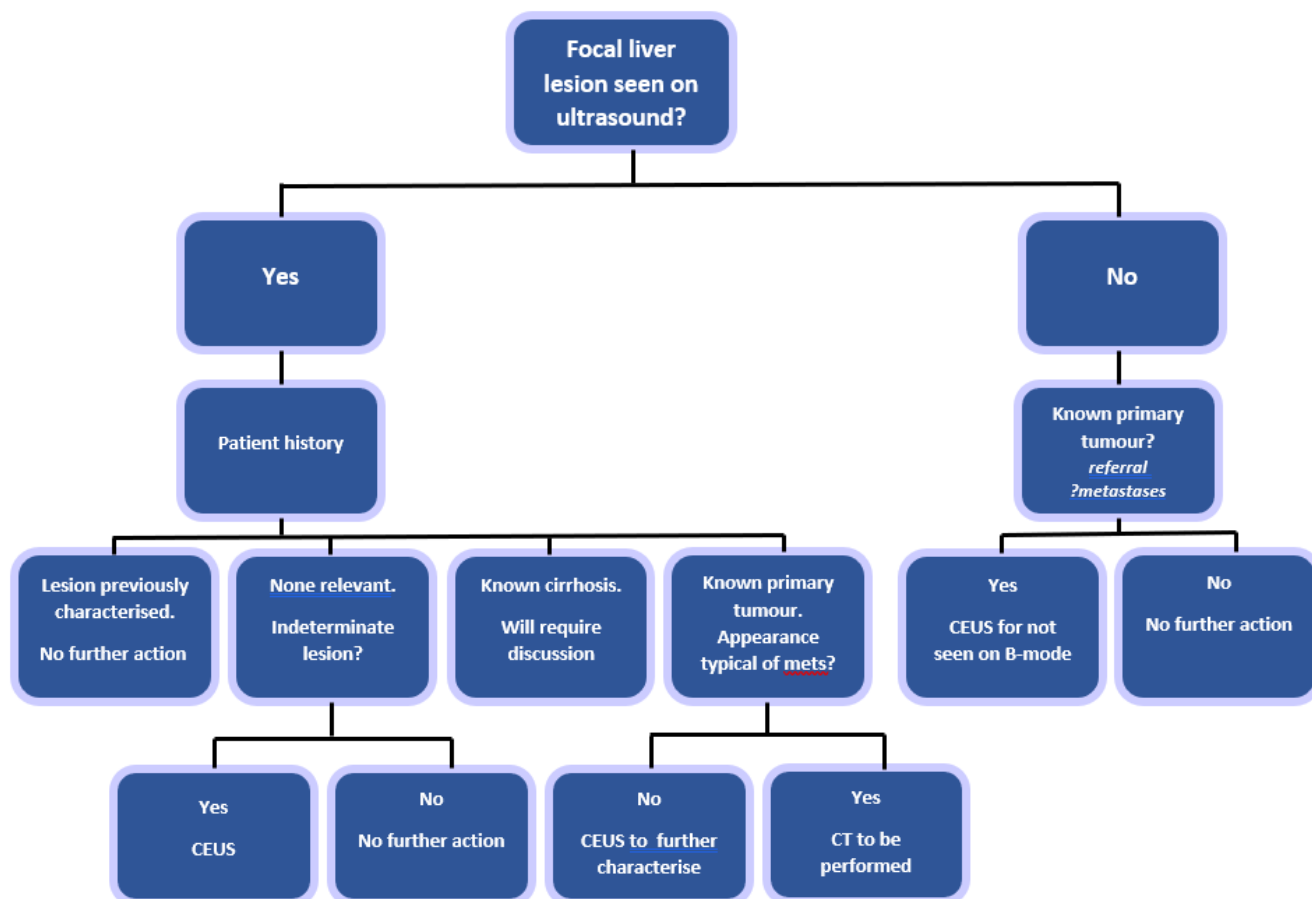 Focal liver
lesion seen on
ultrasound?
Yes
No
Patient history
Known primary
tumour?
referral
?metastases
Lesion previously
characterised.
No further action
None relevant.
Indeterminate
lesion?
Known cirrhosis.
Will require
discussion
Known primary
tumour.
Appearance
typical of mets?
Yes
CEUS for not
seen on B-mode
No
No further action
Yes
CEUS
No
No further action
No
CEUS to further
characterise
Yes
CT to be
performed